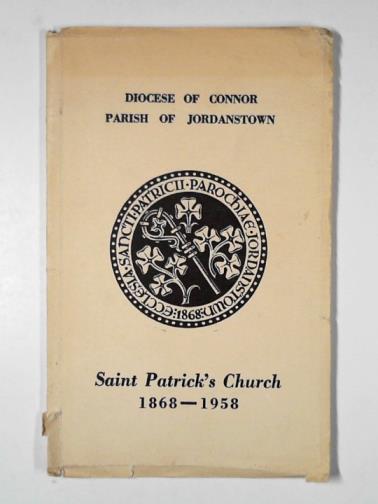 DIOCESE OF CONNOR
PARISH OF JORDANSTOWN
ECCLESIA·SANCTI·PATRICII·PAROCHIAE·JORDANSTOWN
:1868:
Saint Patrick's Church
1868—1958